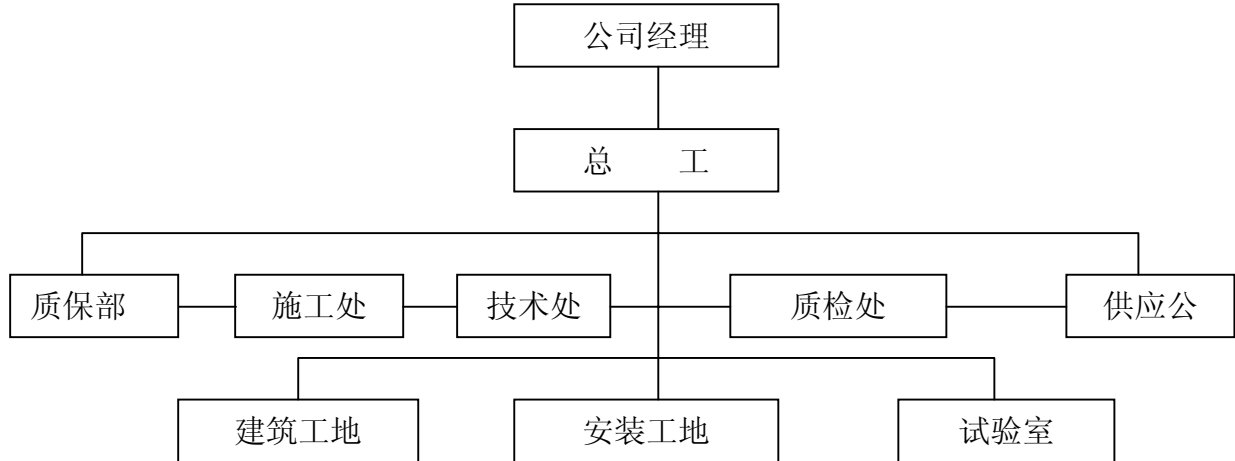 公司经理
总 工
质保部
施工处
技术处
质检处
供应公
建筑工地
安装工地
试验室